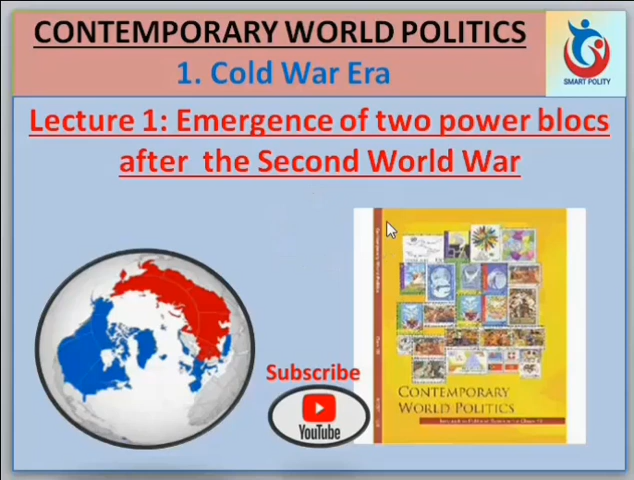 CONTEMPORARY WORLD POLITICS
1. Cold War Era
SMART POLITY
Lecture 1: Emergence of two power blocs
after the Second World War
Subscribe
YouTube
CONTEMPORARY
WORLD POLITICS